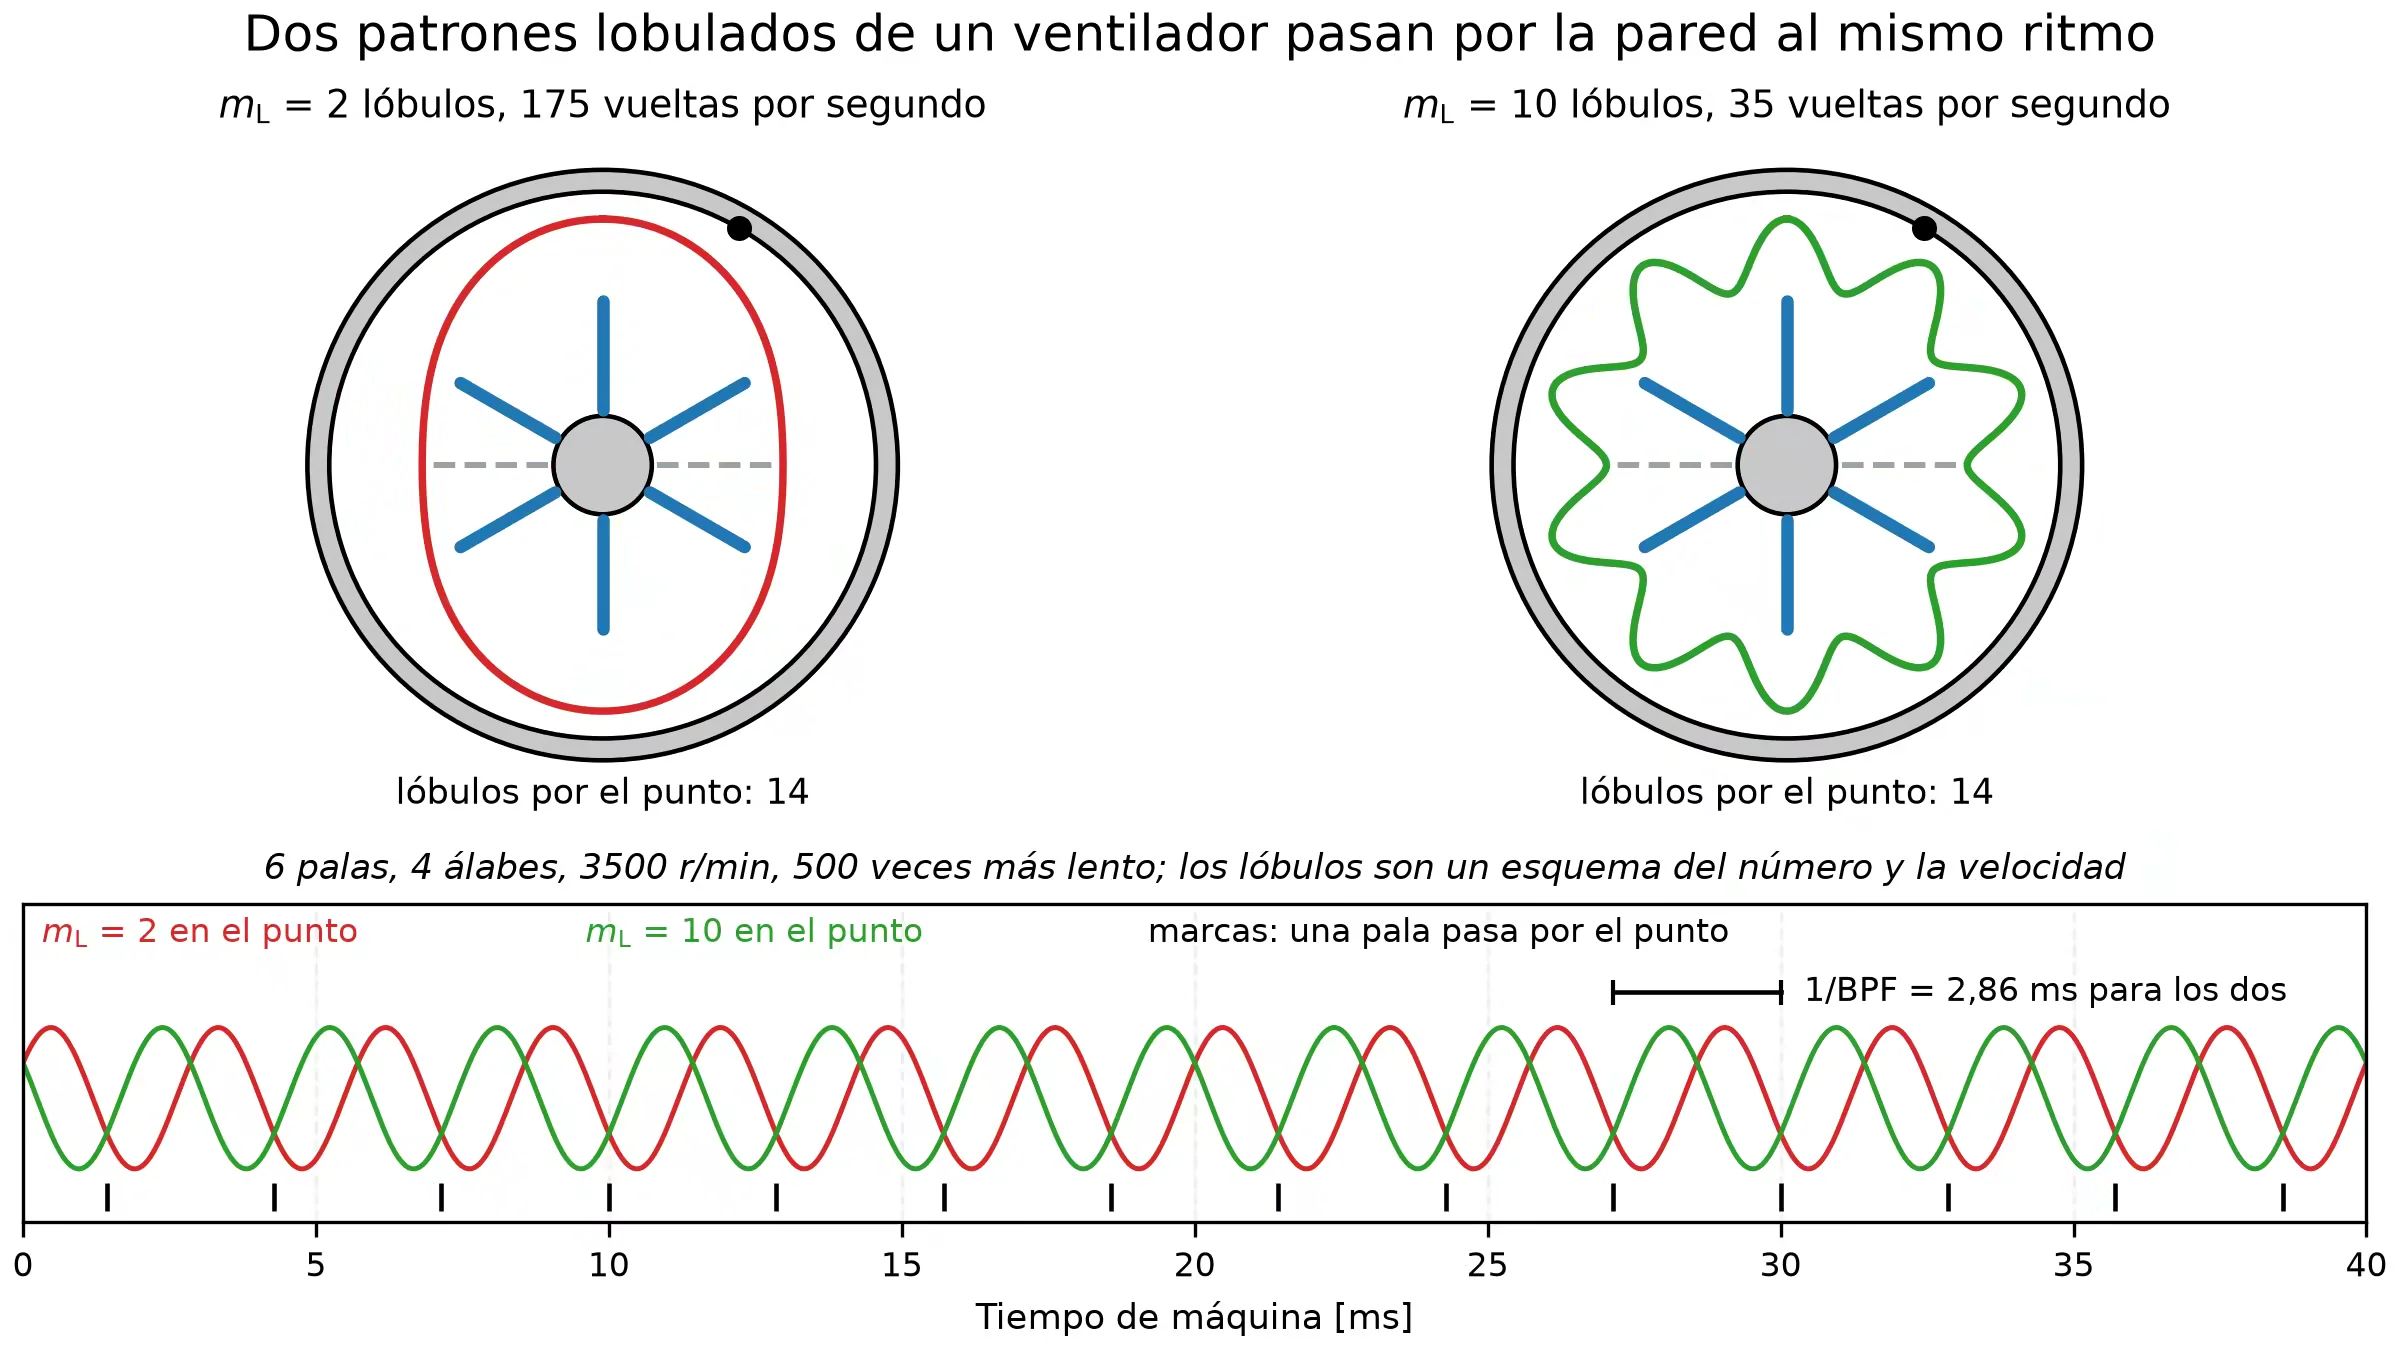 Dos patrones lobulados de un ventilador pasan por la pared al mismo ritmo
mL = 2 lóbulos, 175 vueltas por segundo
mL = 10 lóbulos, 35 vueltas por segundo
lóbulos por el punto: 14
lóbulos por el punto: 14
6 palas, 4 álabes, 3500 r/min, 500 veces más lento; los lóbulos son un esquema del número y la velocidad
mL = 2 en el punto
mL = 10 en el punto
marcas: una pala pasa por el punto
1/BPF = 2,86 ms para los dos
0 5 10 15 20 25 30 35 40
Tiempo de máquina [ms]